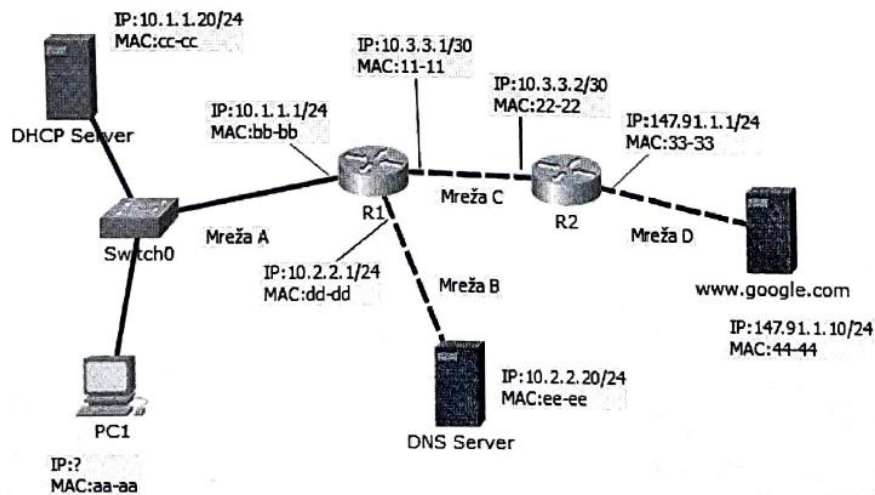 IP:10.1.1.20/24
MAC:cc-cc
DHCP Server
IP:10.3.3.1/30
MAC:11-11
IP:10.1.1.1/24
MAC:bb-bb
IP:10.3.3.2/30
MAC:22-22
IP:147.91.1.1/24
MAC:33-33
Switch0
Mreža A
R1
Mreža C
R2
Mreža D
IP:10.2.2.1/24
MAC:dd-dd
Mreža B
www.google.com
IP:147.91.1.10/24
MAC:44-44
IP:10.2.2.20/24
MAC:ee-ee
DNS Server
PC1
IP:?
MAC:aa-aa